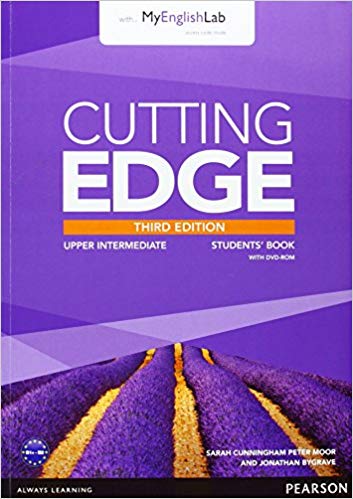 with... MyEnglishLab
CUTTING
EDGE
THIRD EDITION
UPPER INTERMEDIATE STUDENTS' BOOK
WITH DVD-ROM
B1+-B2
SARAH CUNNINGHAM PETER MOOR
AND JONATHAN BYGRAVE
ALWAYS LEARNING PEARSON